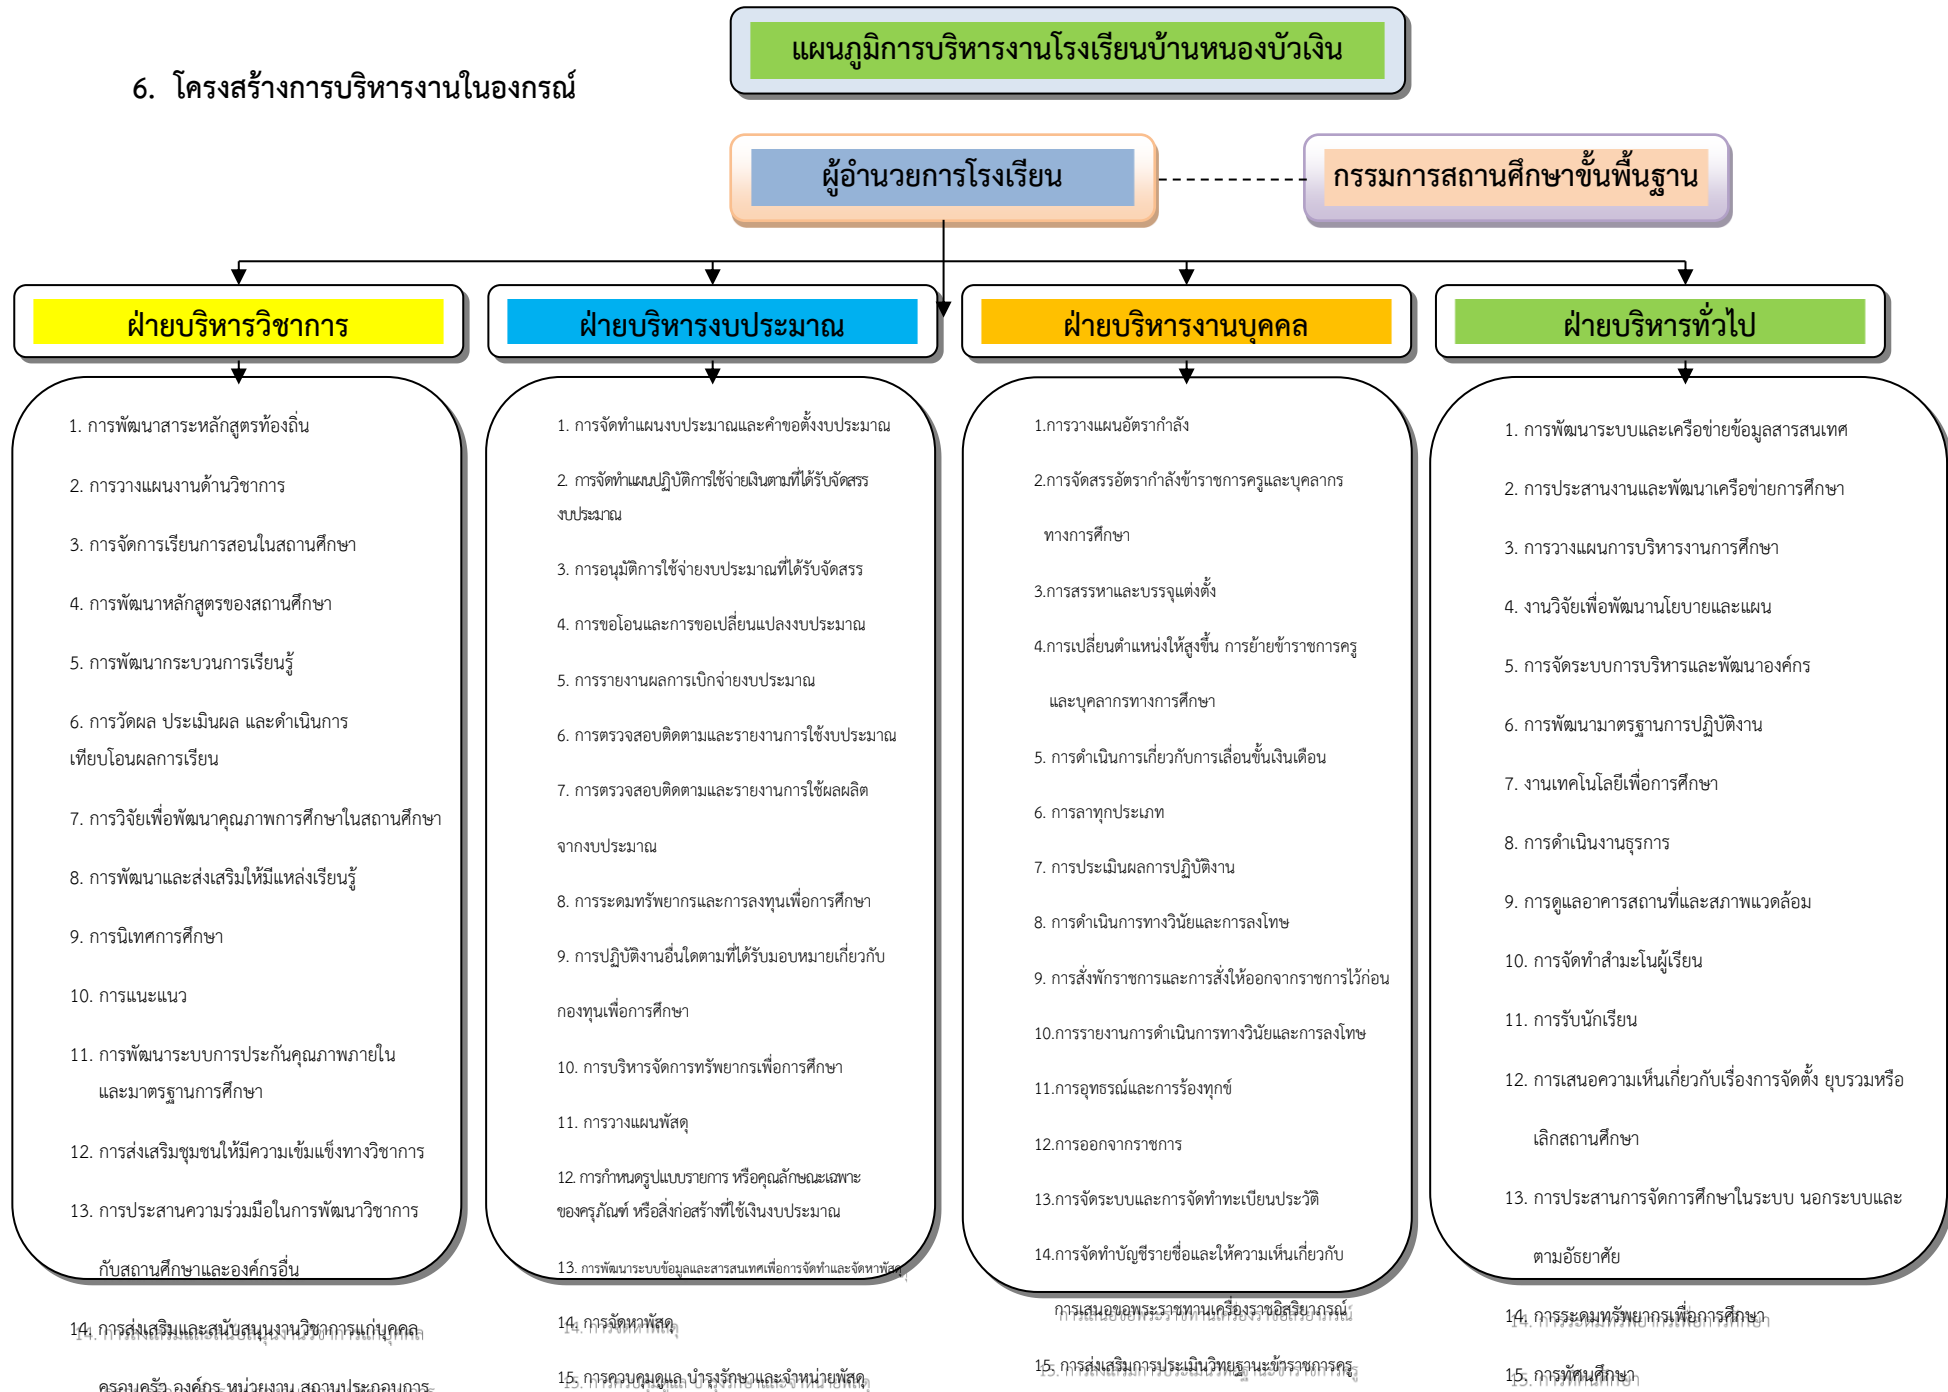 แผนภูมิการบริหารงานโรงเรียนบ้านหนองบัวเงิน
6. โครงสร้างการบริหารงานในองกรณ์
ผู้อำนวยการโรงเรียน
กรรมการสถานศึกษาขั้นพื้นฐาน
ฝ่ายบริหารวิชาการ
ฝ่ายบริหารงบประมาณ
ฝ่ายบริหารงานบุคคล
ฝ่ายบริหารทั่วไป
1. การพัฒนาสาระหลักสูตรท้องถิ่น
2. การวางแผนงานด้านวิชาการ
3. การจัดการเรียนการสอนในสถานศึกษา
4. การพัฒนาหลักสูตรของสถานศึกษา
5. การพัฒนากระบวนการเรียนรู้
6. การวัดผล ประเมินผล และดำเนินการ
เทียบโอนผลการเรียน
7. การวิจัยเพื่อพัฒนาคุณภาพการศึกษาในสถานศึกษา
8. การพัฒนาและส่งเสริมให้มีแหล่งเรียนรู้
9. การนิเทศการศึกษา
10. การแนะแนว
11. การพัฒนาระบบการประกันคุณภาพภายใน
และมาตรฐานการศึกษา
12. การส่งเสริมชุมชนให้มีความเข้มแข็งทางวิชาการ
13. การประสานความร่วมมือในการพัฒนาวิชาการ
กับสถานศึกษาและองค์กรอื่น
14. การส่งเสริมและสนับสนุนงานวิชาการแก่บุคคล
ครอบครัว องค์กร หน่วยงาน สถานประกอบการ
1. การจัดทำแผนงบประมาณและคำขอตั้งงบประมาณ
2. การจัดทำแผนปฏิบัติการใช้จ่ายเงินตามที่ได้รับจัดสรร
งบประมาณ
3. การอนุมัติการใช้จ่ายงบประมาณที่ได้รับจัดสรร
4. การขอโอนและการขอเปลี่ยนแปลงงบประมาณ
5. การรายงานผลการเบิกจ่ายงบประมาณ
6. การตรวจสอบติดตามและรายงานการใช้งบประมาณ
7. การตรวจสอบติดตามและรายงานการใช้ผลผลิต
จากงบประมาณ
8. การระดมทรัพยากรและการลงทุนเพื่อการศึกษา
9. การปฏิบัติงานอื่นใดตามที่ได้รับมอบหมายเกี่ยวกับ
กองทุนเพื่อการศึกษา
10. การบริหารจัดการทรัพยากรเพื่อการศึกษา
11. การวางแผนพัสดุ
12. การกำหนดรูปแบบรายการ หรือคุณลักษณะเฉพาะ
ของครุภัณฑ์ หรือสิ่งก่อสร้างที่ใช้เงินงบประมาณ
13. การพัฒนาระบบข้อมูลและสารสนเทศเพื่อการจัดทำและจัดหาพัสดุ
14. การจัดหาพัสดุ
15. การควบคุมดูแล บำรุงรักษาและจำหน่ายพัสดุ
1.การวางแผนอัตรากำลัง
2.การจัดสรรอัตรากำลังข้าราชการครูและบุคลากร
ทางการศึกษา
3.การสรรหาและบรรจุแต่งตั้ง
4.การเปลี่ยนตำแหน่งให้สูงขึ้น การย้ายข้าราชการครู
และบุคลากรทางการศึกษา
5. การดำเนินการเกี่ยวกับการเลื่อนขั้นเงินเดือน
6. การลาทุกประเภท
7. การประเมินผลการปฏิบัติงาน
8. การดำเนินการทางวินัยและการลงโทษ
9. การสั่งพักราชการและการสั่งให้ออกจากราชการไว้ก่อน
10.การรายงานการดำเนินการทางวินัยและการลงโทษ
11.การอุทธรณ์และการร้องทุกข์
12.การออกจากราชการ
13.การจัดระบบและการจัดทำทะเบียนประวัติ
14.การจัดทำบัญชีรายชื่อและให้ความเห็นเกี่ยวกับ
การเสนอขอพระราชทานเครื่องราชอิสริยาภรณ์
15. การส่งเสริมการประเมินวิทยฐานะข้าราชการครู
1. การพัฒนาระบบและเครือข่ายข้อมูลสารสนเทศ
2. การประสานงานและพัฒนาเครือข่ายการศึกษา
3. การวางแผนการบริหารงานการศึกษา
4. งานวิจัยเพื่อพัฒนานโยบายและแผน
5. การจัดระบบการบริหารและพัฒนาองค์กร
6. การพัฒนามาตรฐานการปฏิบัติงาน
7. งานเทคโนโลยีเพื่อการศึกษา
8. การดำเนินงานธุรการ
9. การดูแลอาคารสถานที่และสภาพแวดล้อม
10. การจัดทำสำมะโนผู้เรียน
11. การรับนักเรียน
12. การเสนอความเห็นเกี่ยวกับเรื่องการจัดตั้ง ยุบรวมหรือ
เลิกสถานศึกษา
13. การประสานการจัดการศึกษาในระบบ นอกระบบและ
ตามอัธยาศัย
14. การระดมทรัพยากรเพื่อการศึกษา
15. การทัศนศึกษา